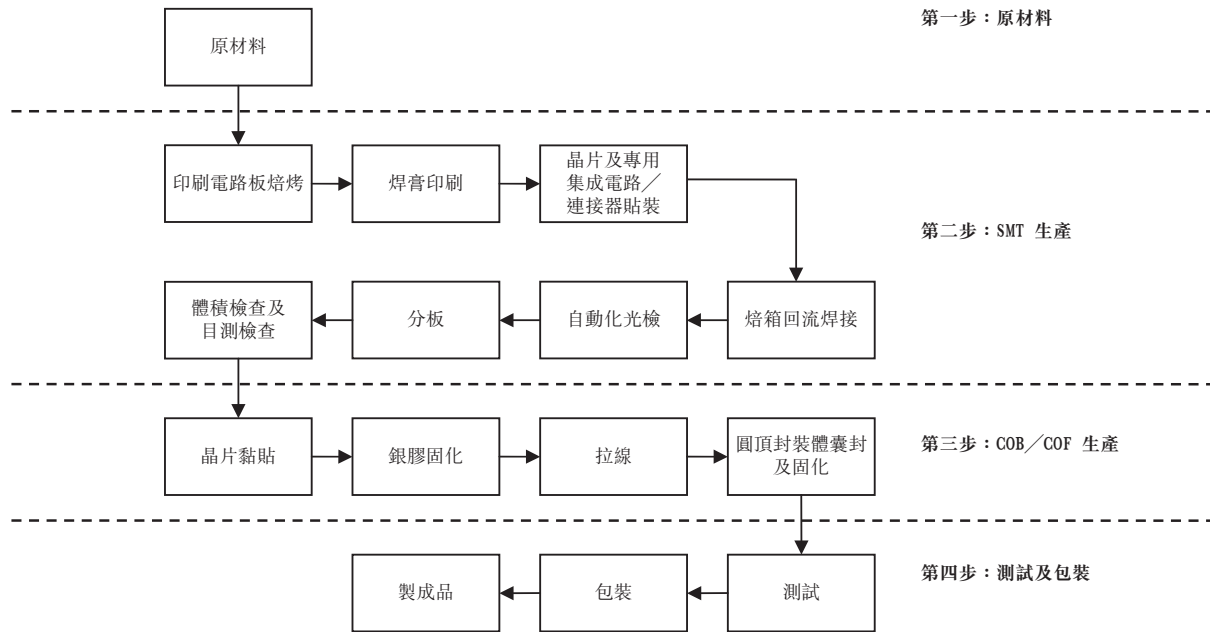 第一步：原材料
原材料
印刷電路板焙烤
焊膏印刷
晶片及專用
集成電路／
連接器貼裝
第二步：SMT 生產
體積檢查及
目測檢查
分板
自動化光檢
焙箱回流焊接
晶片黏貼
銀膠固化
拉線
圓頂封裝體囊封
及固化
第三步：COB／COF 生產
製成品
包裝
測試
第四步：測試及包裝